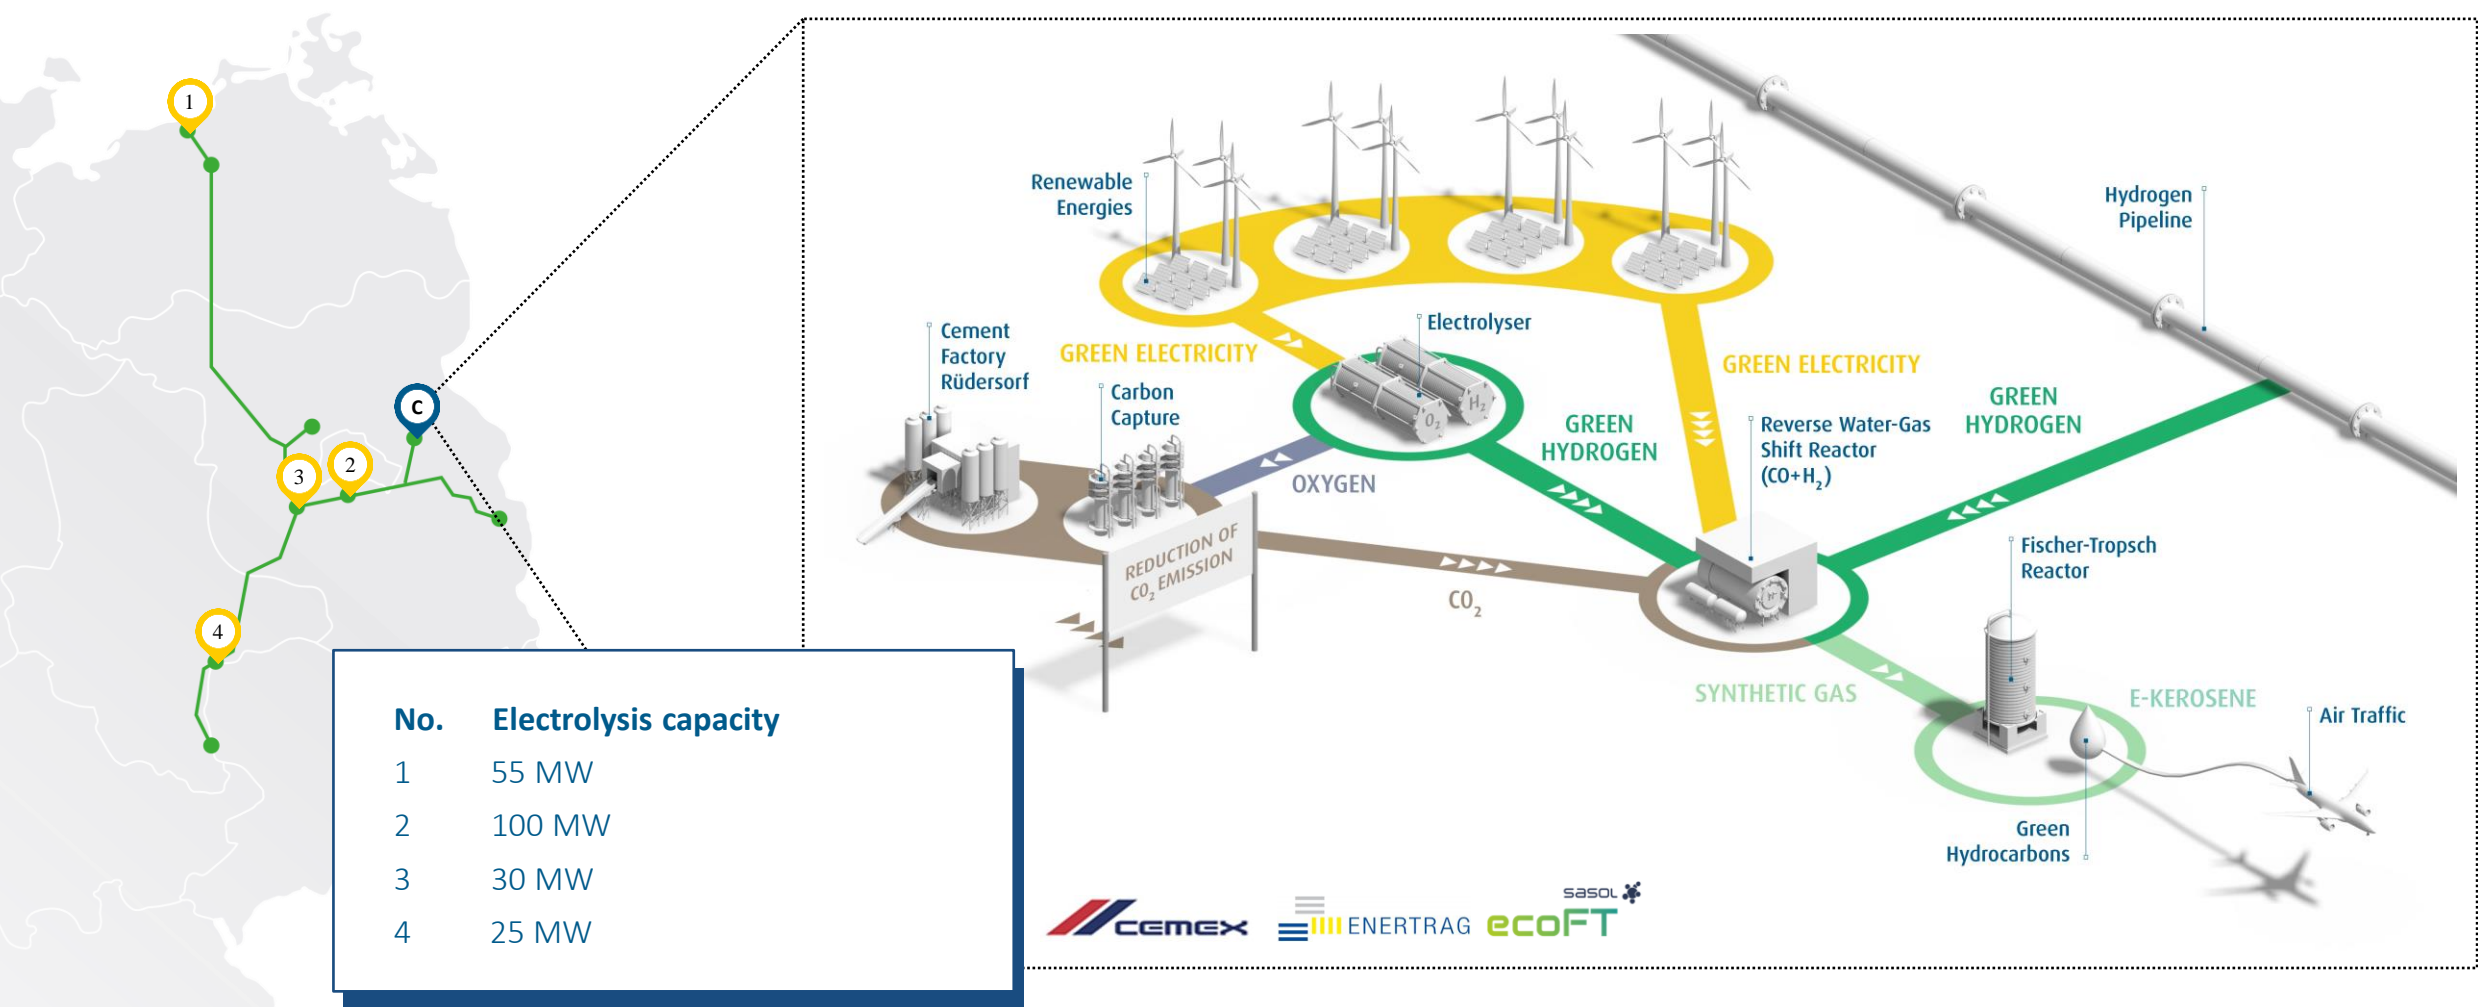 1
2
3
4
C
Renewable
Energies
Hydrogen
Pipeline
Cement
Factory
Rüdersorf
GREEN ELECTRICITY
Electrolyser
GREEN ELECTRICITY
Carbon
Capture
O2
H2
GREEN
HYDROGEN
Reverse Water-Gas
Shift Reactor
(CO+H2)
GREEN
HYDROGEN
OXYGEN
REDUCTION OF
CO2 EMISSION
CO2
Fischer-Tropsch
Reactor
SYNTHETIC GAS
E-KEROSENE
Air Traffic
Green
Hydrocarbons
No. Electrolysis capacity
1 55 MW
2 100 MW
3 30 MW
4 25 MW
CEMEX
ENERTRAG
sasol
ecoFT